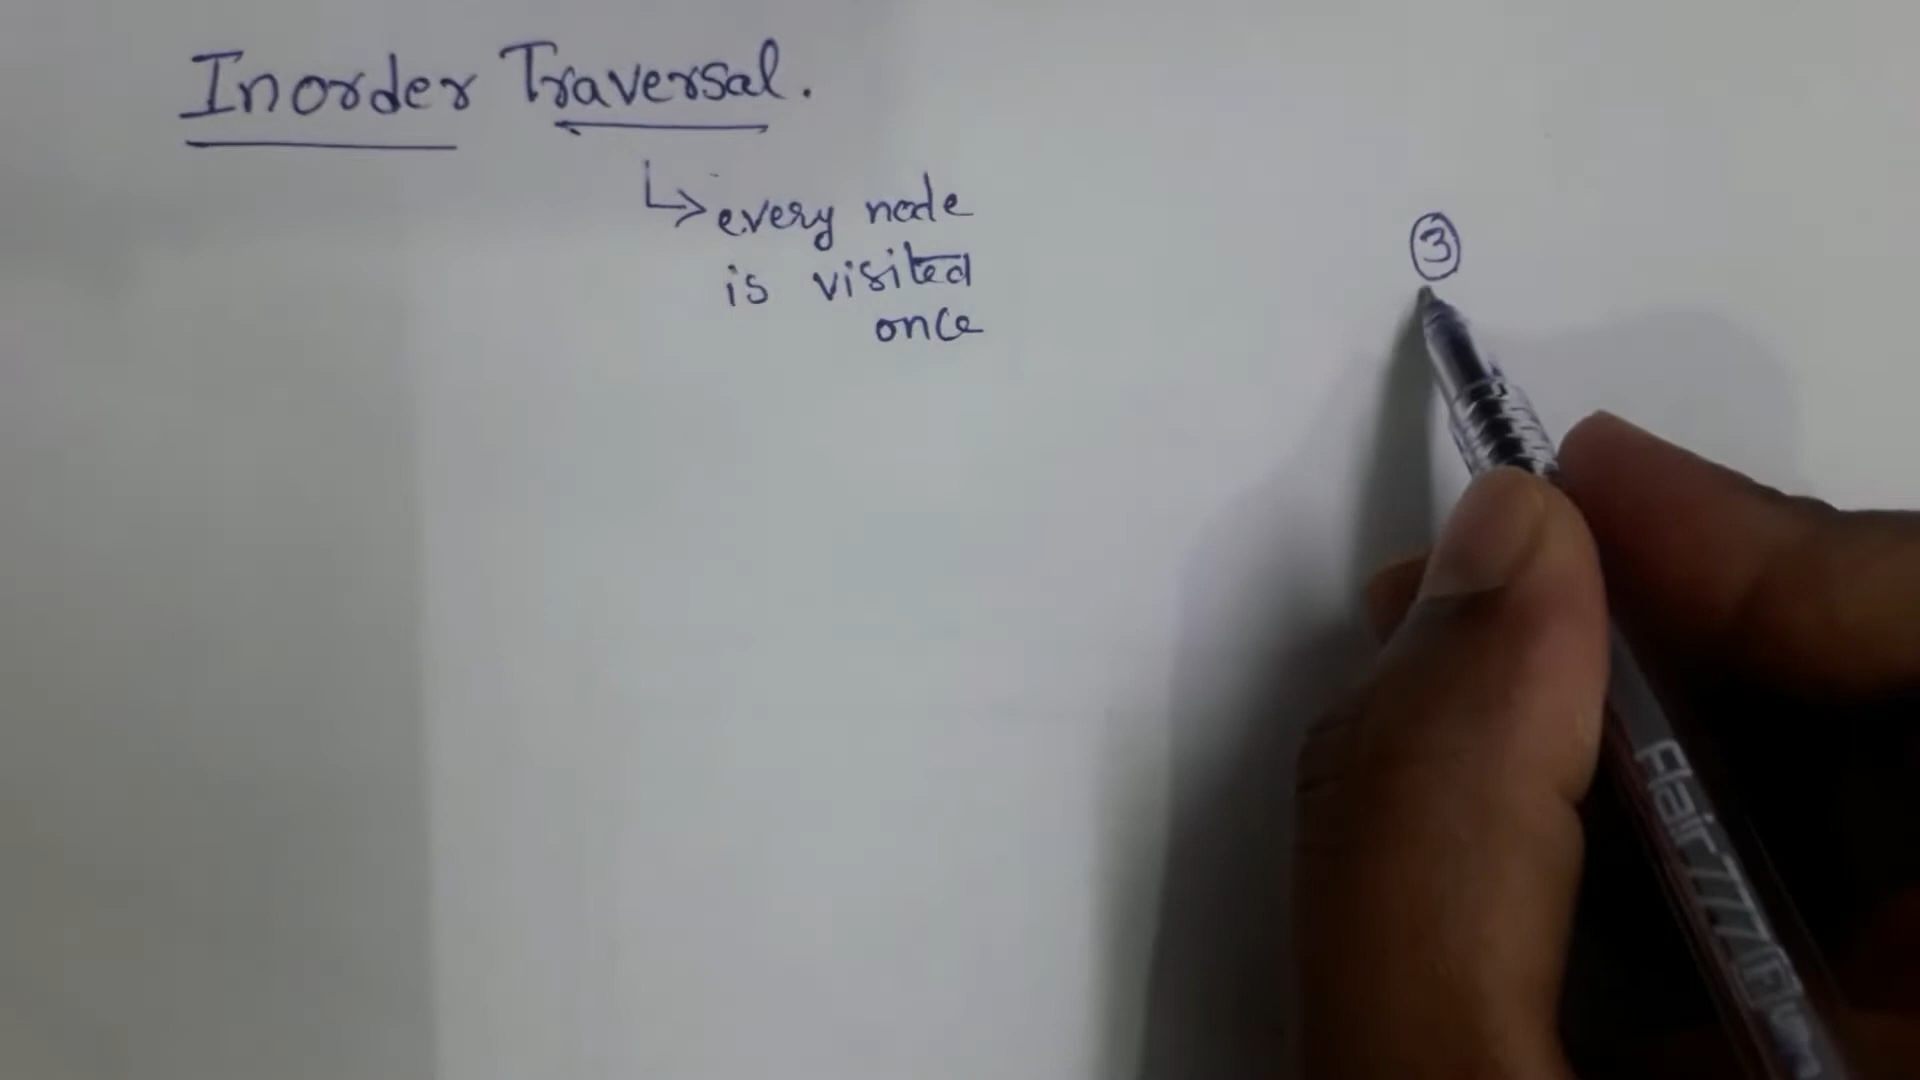 Inorder Traversal.
every node
is visited
once
3
Flair